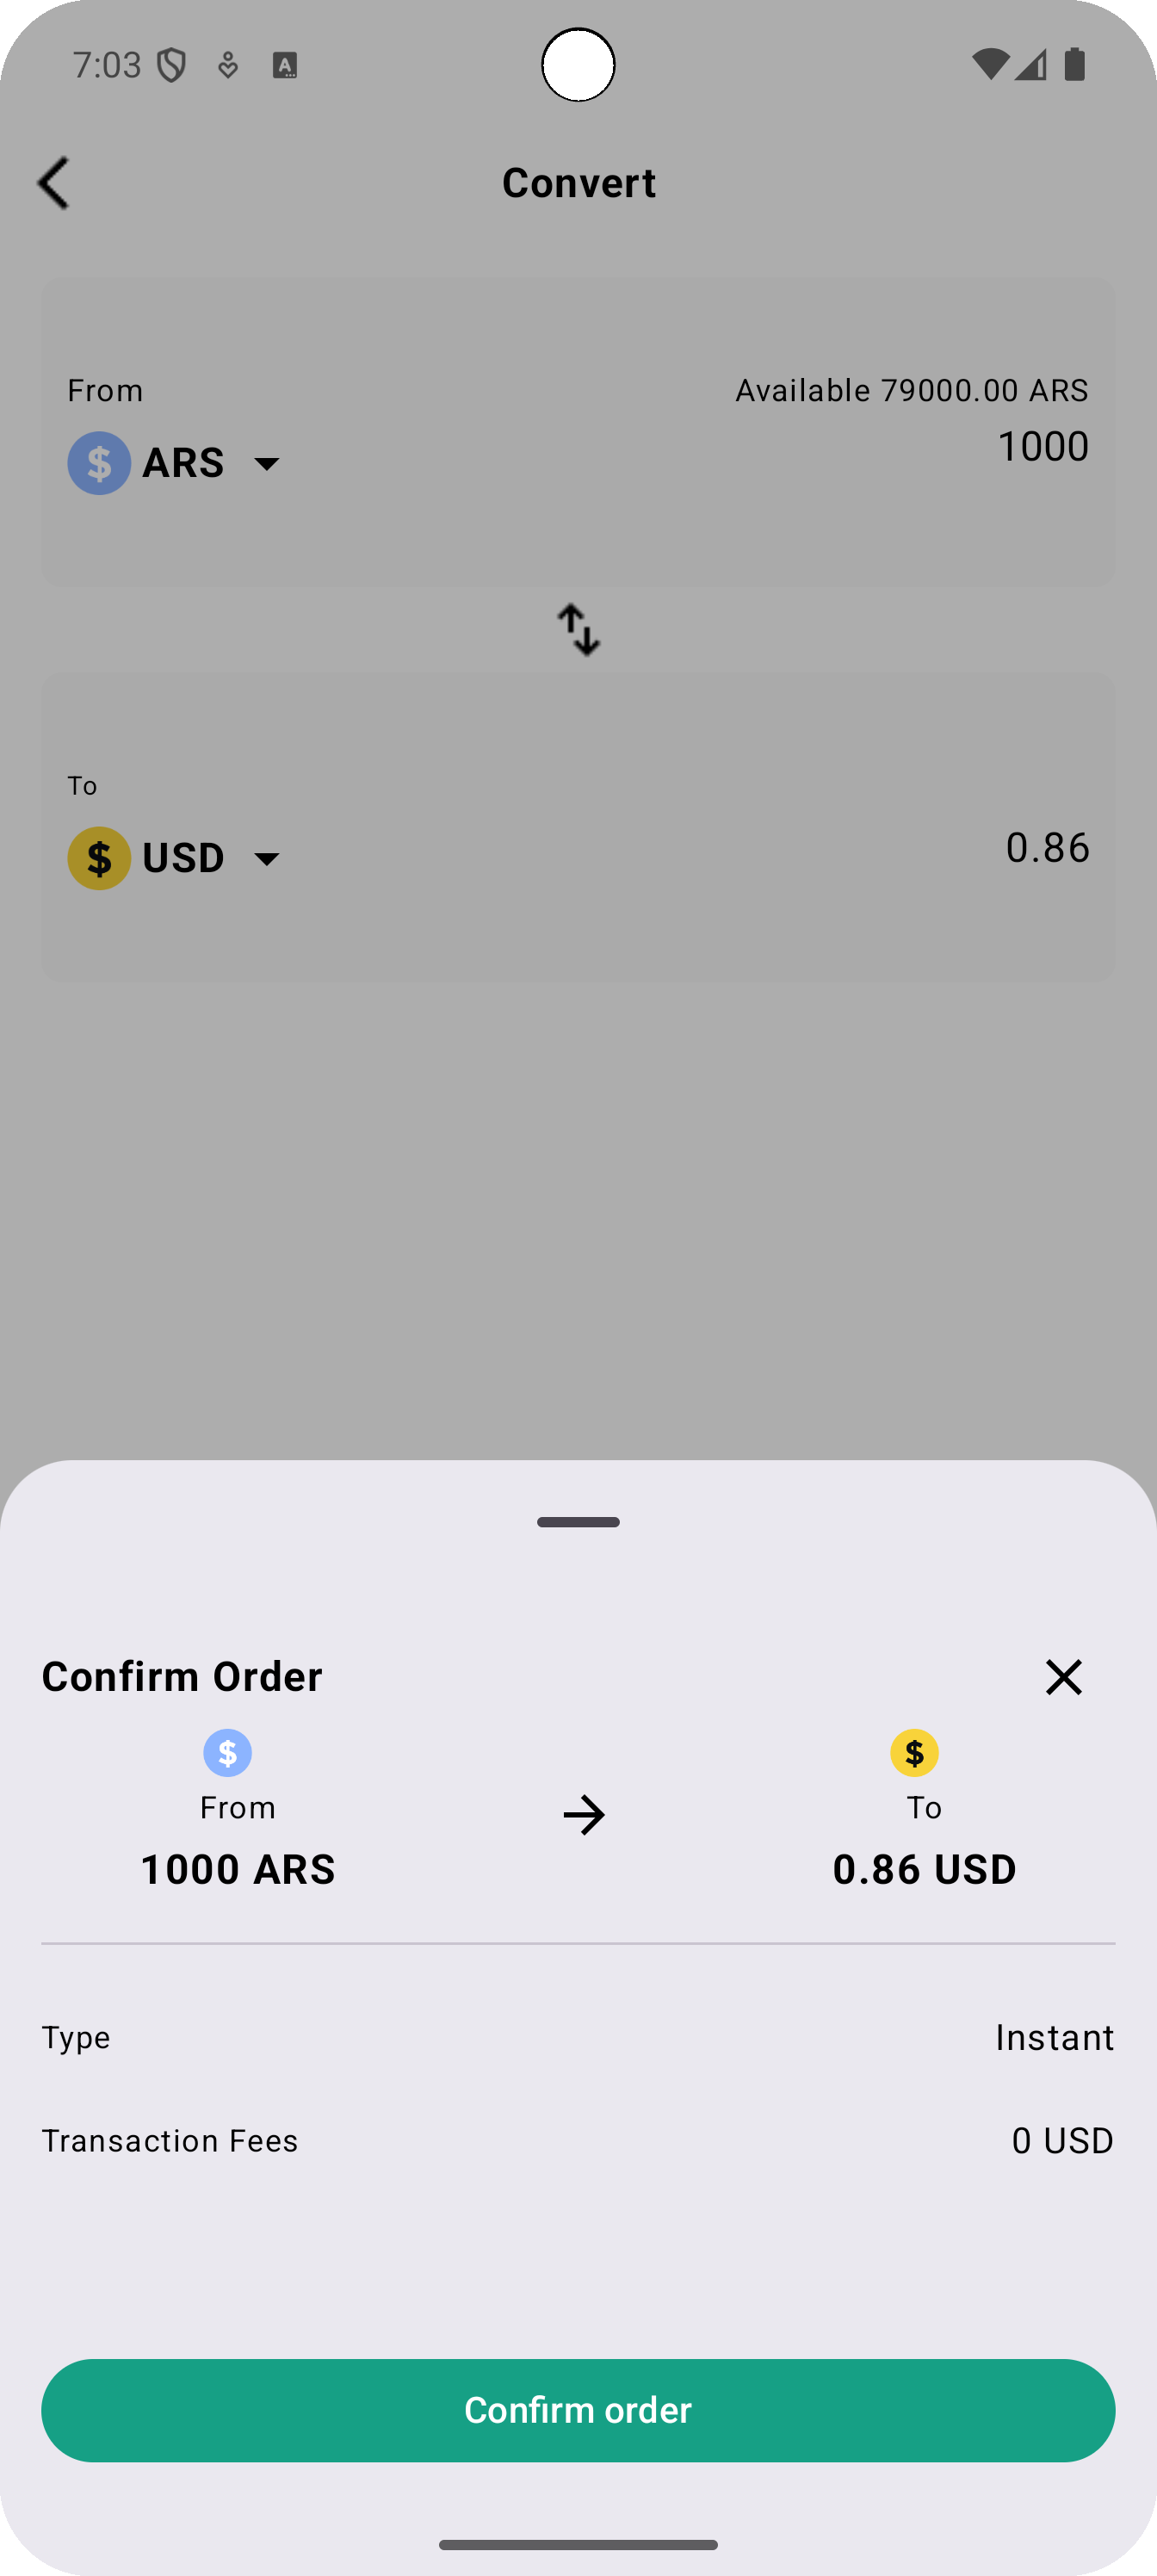 7:03
Convert
From
Available 79000.00 ARS
$ ARS
1000
To
$ USD
0.86
Confirm Order
$
$
From
To
1000 ARS
0.86 USD
Type
Instant
Transaction Fees
0 USD
Confirm order